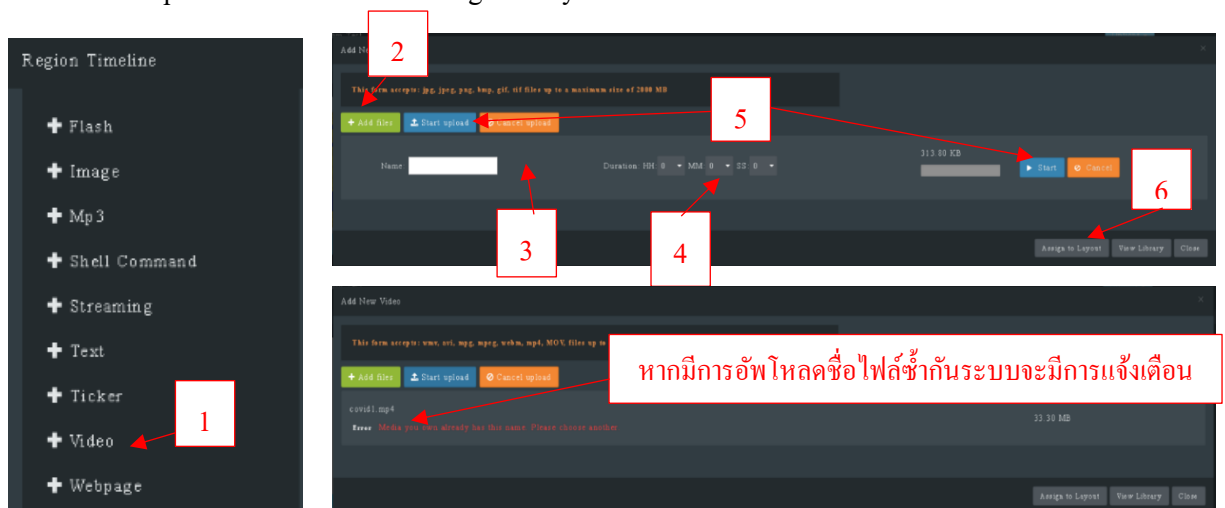 Region Timeline
Flash
Image
Mp3
Shell Command
Streaming
Text
Ticker
Video
Webpage
1
Add Ne
2
This form accepts: jpg, jpeg, png, bmp, gif, tif files up to a maximum size of 2000 MB
+ Add files Start upload Cancel upload
5
Name Duration: HH: 0 MM 0 SS 0
313.80 KB
Start Cancel
3
4
6
Assign to Layout View Library Close
Add New Video
This form accepts: wmv, avi, mpg, mpeg, webm, mp4, MOV, files up to
+ Add files Start upload Cancel upload
หากมีการอัพโหลดชื่อไฟล์ซ้ำกันระบบจะมีการแจ้งเตือน
covid1.mp4
33.30 MB
Error Media you own already has this name. Please choose another
Assign to Layout View Library Close